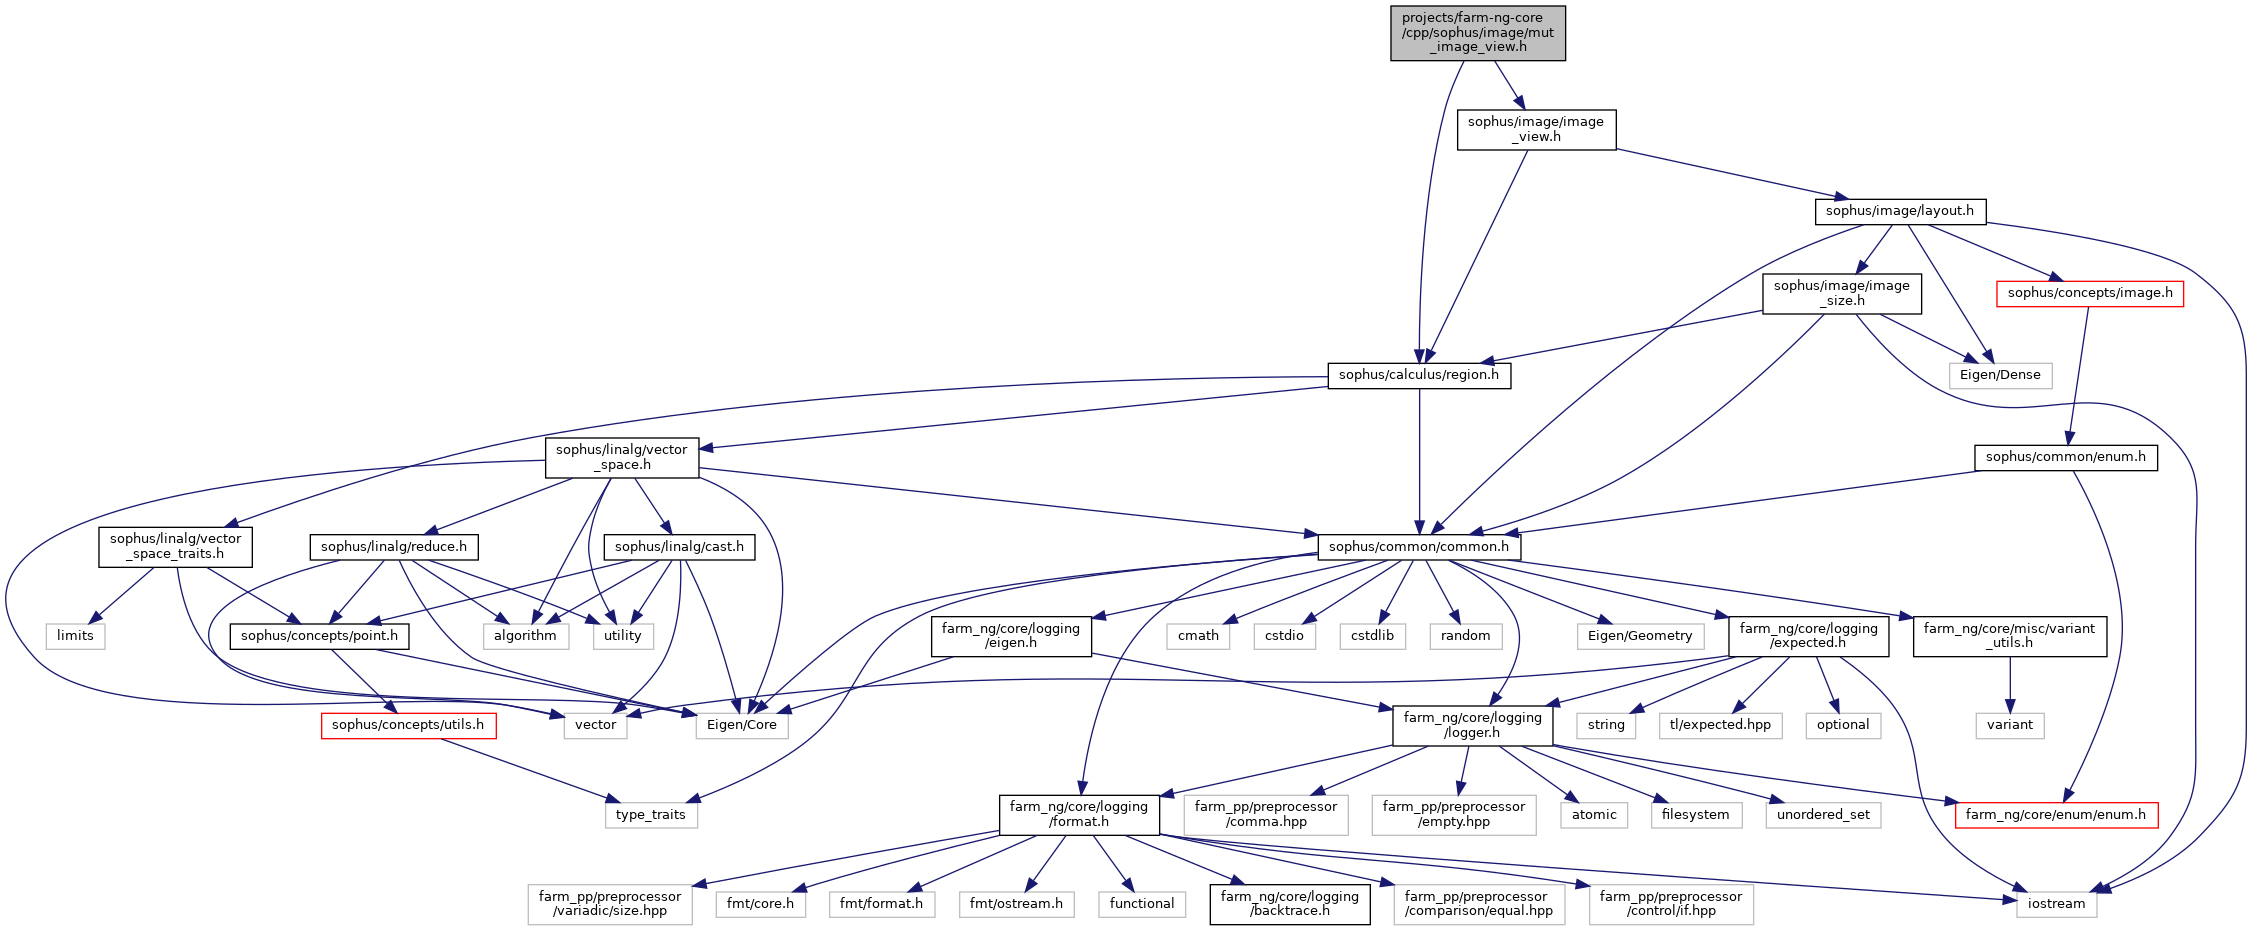 projects/farm-ng-core
/cpp/sophus/image/mut
_image_view.h
sophus/image/image
_view.h
sophus/image/layout.h
sophus/image/image
_size.h
sophus/concepts/image.h
sophus/calculus/region.h
Eigen/Dense
sophus/linalg/vector
_space.h
sophus/common/enum.h
sophus/linalg/vector
_space_traits.h
sophus/linalg/reduce.h
sophus/linalg/cast.h
sophus/common/common.h
limits
sophus/concepts/point.h
algorithm
utility
farm_ng/core/logging
/eigen.h
cmath
cstdio
cstdlib
random
Eigen/Geometry
farm_ng/core/logging
/expected.h
farm_ng/core/misc/variant
_utils.h
sophus/concepts/utils.h
vector
Eigen/Core
farm_ng/core/logging
/logger.h
string
tl/expected.hpp
optional
variant
type_traits
farm_ng/core/logging
/format.h
farm_pp/preprocessor
/comma.hpp
farm_pp/preprocessor
/empty.hpp
atomic
filesystem
unordered_set
farm_ng/core/enum/enum.h
farm_pp/preprocessor
/variadic/size.hpp
fmt/core.h
fmt/format.h
fmt/ostream.h
functional
farm_ng/core/logging
/backtrace.h
farm_pp/preprocessor
/comparison/equal.hpp
farm_pp/preprocessor
/control/if.hpp
iostream